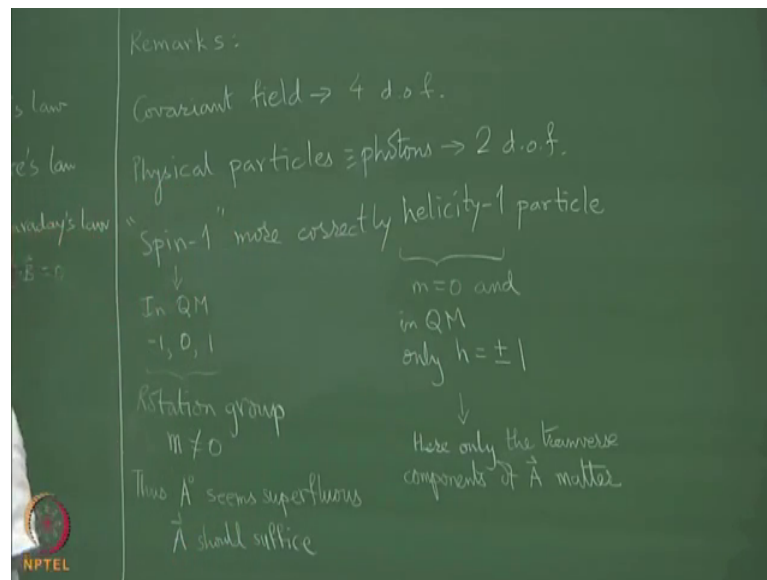 s law
re's law
araday's law
B⃗ = 0
Remarks:
Covariant field → 4 d.o.f.
Physical particles ≡ photons → 2 d.o.f.
"Spin-1" more correctly helicity-1 particle
↓
In QM
-1, 0, 1
Rotation group
m ≠ 0
Thus A⁰ seems superfluous
A⃗ should suffice
m=0 and
in QM
only h = ± 1
↓
Here only the transverse
components of A⃗ matter
NPTEL